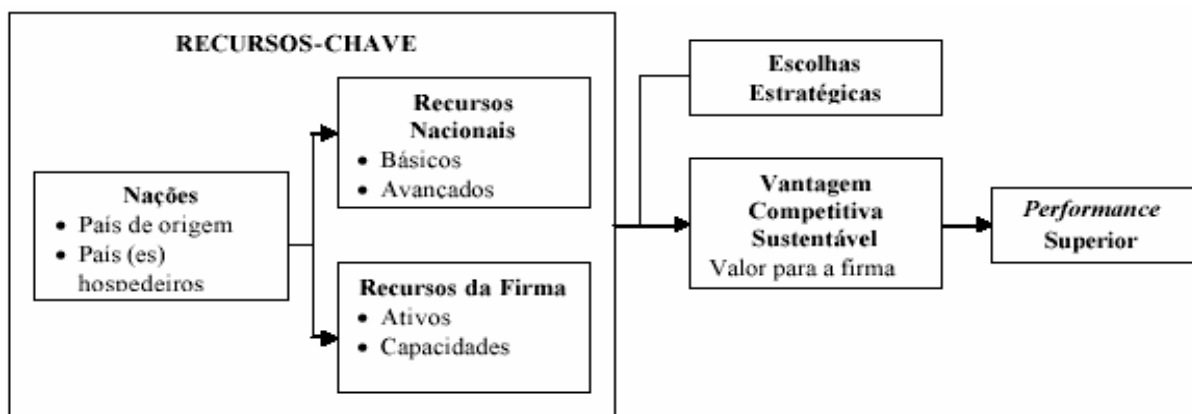 RECURSOS-CHAVE
Nações
• País de origem
• País (es)
hospedeiros
Recursos
Nacionais
• Básicos
• Avançados
Recursos da Firma
• Ativos
• Capacidades
Escolhas
Estratégicas
Vantagem
Competitiva
Sustentável
Valor para a firma
Performance
Superior